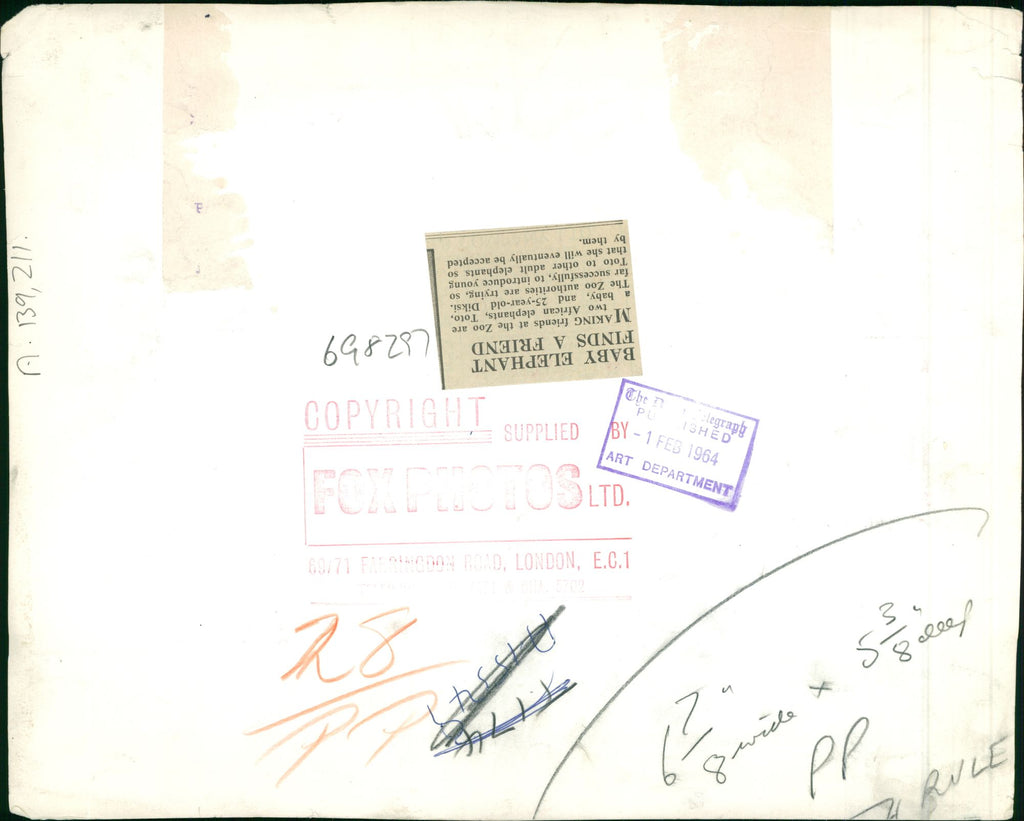 A. 139,211.
698297
BABY ELEPHANT
FINDS A FRIEND
MAKING friends at the Zoo are
two African elephants, Toto,
a baby, and 25-year-old Diksi.
The Zoo authorities are trying, so
far successfully, to introduce young
Toto to other adult elephants so
that she will eventually be accepted
by them.
COPYRIGHT
SUPPLIED BY
FOX PHOTOS LTD.
69/71 FARRINGDON ROAD, LONDON, E.C.1
The D Telegraph
PUBLISHED
- 1 FEB 1964
ART DEPARTMENT
28
PP
6 7/8" wide x 5 3/8" deep
PP
RULE